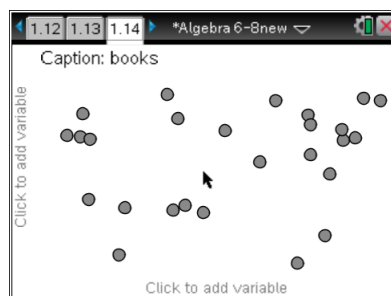 1.12 1.13 1.14 *Algebra 6-8new
Caption: books
Click to add variable
Click to add variable